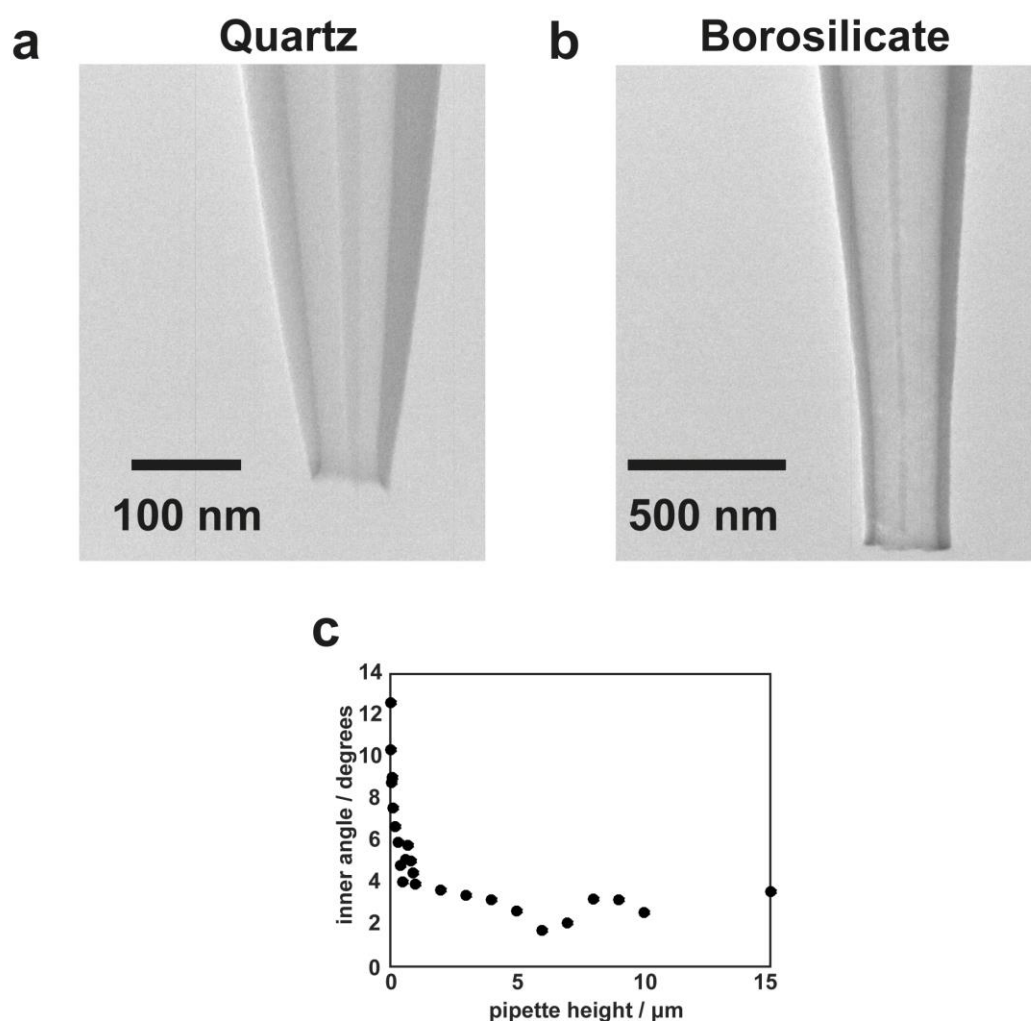 a
Quartz
100 nm
b
Borosilicate
500 nm
c
14
12
10
8
6
4
2
0
inner angle / degrees
0 5 10 15
pipette height / µm